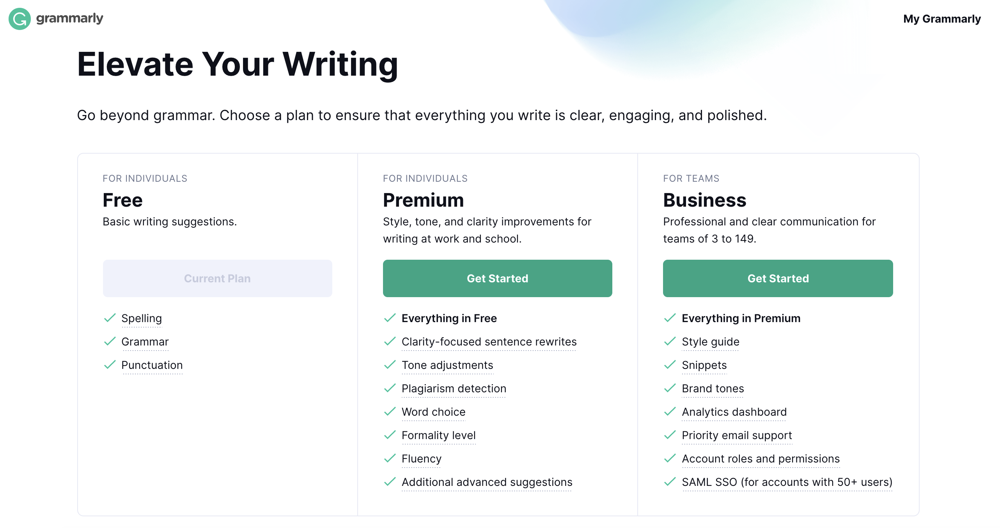 grammarly
My Grammarly
Elevate Your Writing
Go beyond grammar. Choose a plan to ensure that everything you write is clear, engaging, and polished.
FOR INDIVIDUALS
Free
Basic writing suggestions.
Current Plan
Spelling
Grammar
Punctuation
FOR INDIVIDUALS
Premium
Style, tone, and clarity improvements for
writing at work and school.
Get Started
Everything in Free
Clarity-focused sentence rewrites
Tone adjustments
Plagiarism detection
Word choice
Formality level
Fluency
Additional advanced suggestions
FOR TEAMS
Business
Professional and clear communication for
teams of 3 to 149.
Get Started
Everything in Premium
Style guide
Snippets
Brand tones
Analytics dashboard
Priority email support
Account roles and permissions
SAML SSO (for accounts with 50+ users)